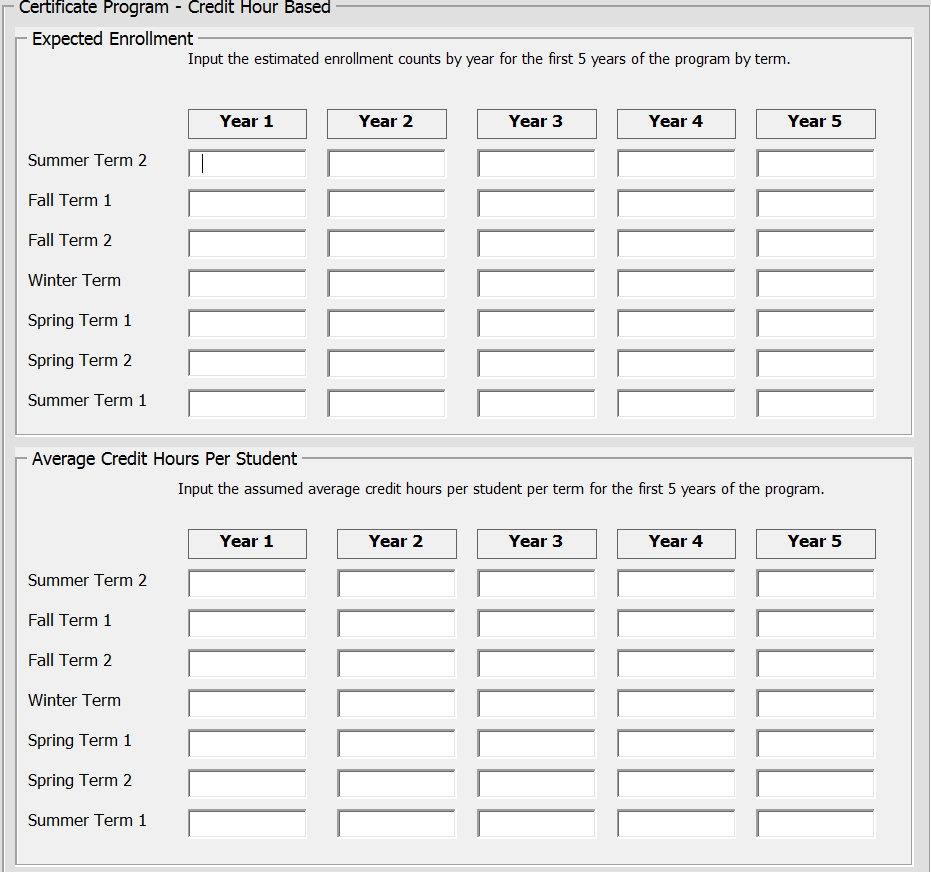 Certificate Program - Credit Hour Based
Expected Enrollment
Input the estimated enrollment counts by year for the first 5 years of the program by term.
Year 1 Year 2 Year 3 Year 4 Year 5
Summer Term 2
Fall Term 1
Fall Term 2
Winter Term
Spring Term 1
Spring Term 2
Summer Term 1
Average Credit Hours Per Student
Input the assumed average credit hours per student per term for the first 5 years of the program.
Year 1 Year 2 Year 3 Year 4 Year 5
Summer Term 2
Fall Term 1
Fall Term 2
Winter Term
Spring Term 1
Spring Term 2
Summer Term 1